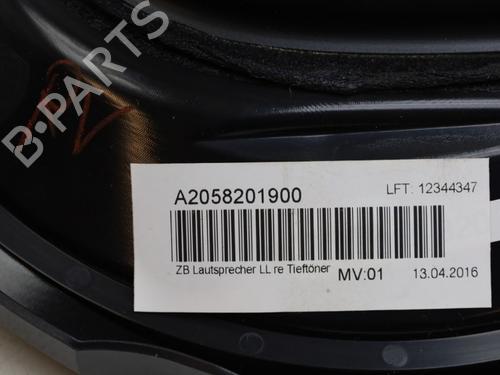 B-PARTS
A2058201900
LFT: 12344347
ZB Lautsprecher LL re Tieftöner
MV:01
13.04.2016